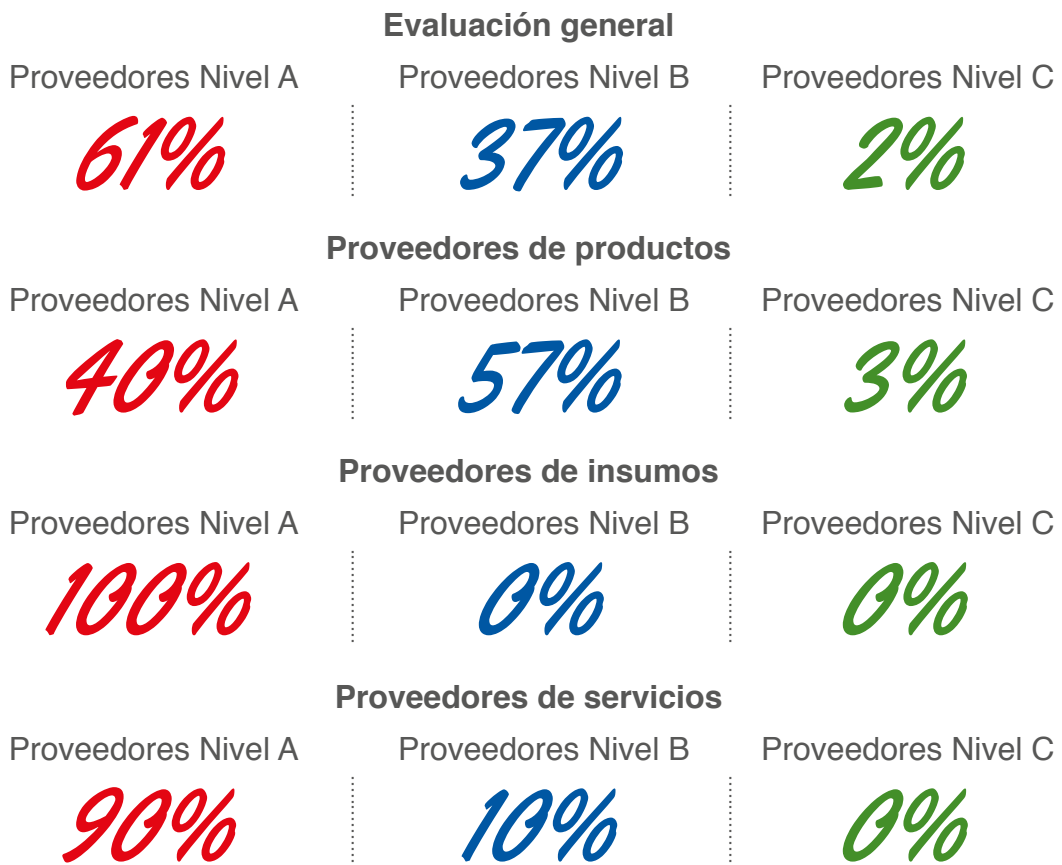 Evaluación general
Proveedores Nivel A Proveedores Nivel B Proveedores Nivel C
61% 37% 2%
Proveedores de productos
Proveedores Nivel A Proveedores Nivel B Proveedores Nivel C
40% 57% 3%
Proveedores de insumos
Proveedores Nivel A Proveedores Nivel B Proveedores Nivel C
100% 0% 0%
Proveedores de servicios
Proveedores Nivel A Proveedores Nivel B Proveedores Nivel C
90% 10% 0%